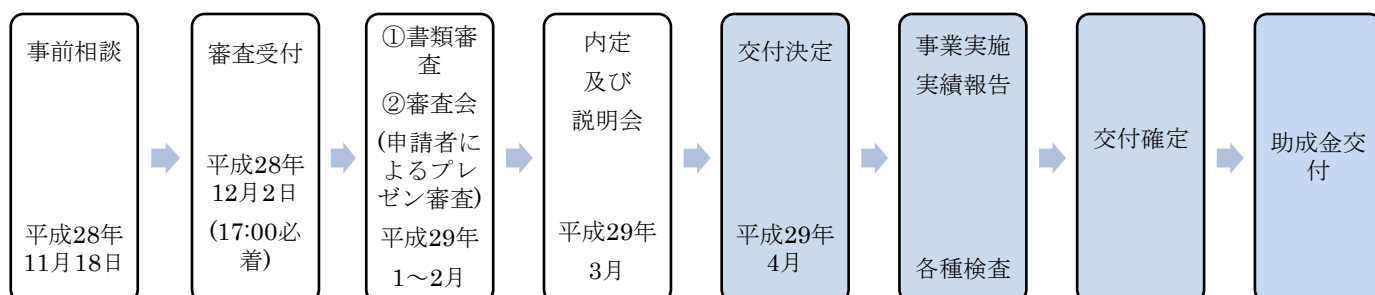 事前相談
平成28年
11月18日
審査受付
平成28年
12月2日
(17:00必
着)
①書類審
査
②審査会
(申請者に
よるプレ
ゼン審査)
平成29年
1～2月
内定
及び
説明会
平成29年
3月
交付決定
平成29年
4月
事業実施
実績報告
各種検査
交付確定
助成金交
付